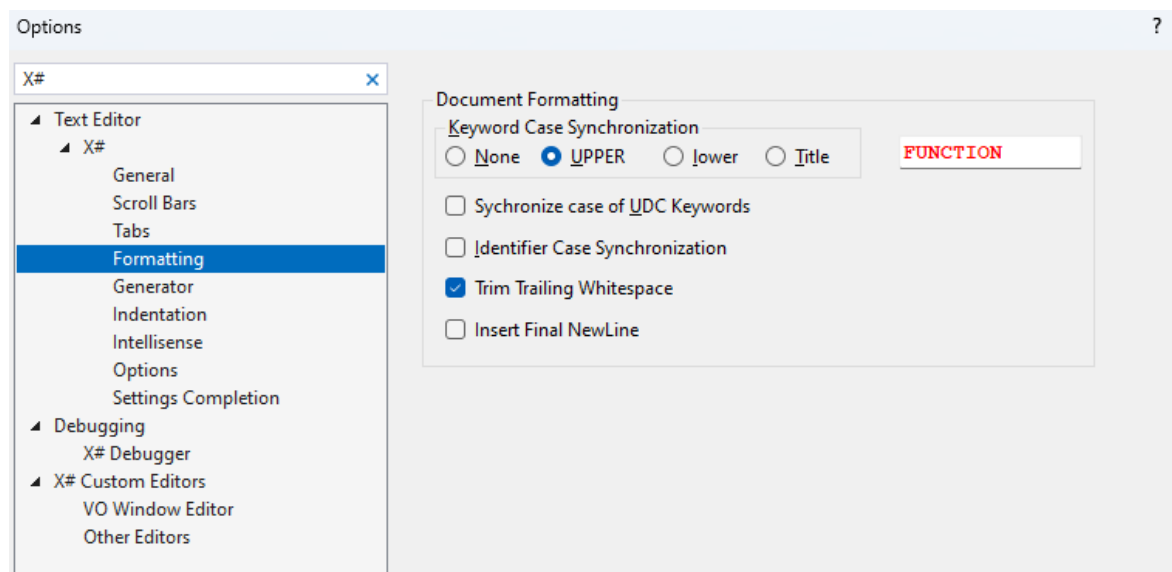 Options
?
X#
Text Editor
X#
General
Scroll Bars
Tabs
Formatting
Generator
Indentation
Intellisense
Options
Settings Completion
Debugging
X# Debugger
X# Custom Editors
VO Window Editor
Other Editors
Document Formatting
Keyword Case Synchronization
None UPPER lower Title
FUNCTION
Sychronize case of UDC Keywords
Identifier Case Synchronization
Trim Trailing Whitespace
Insert Final NewLine